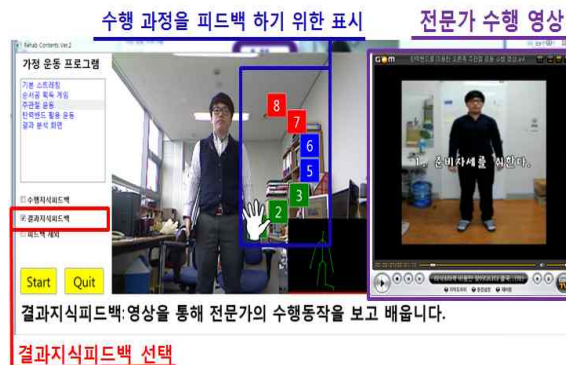 수행 과정을 피드백 하기 위한 표시
전문가 수행 영상
Rehab Contents Ver.2
가정 운동 프로그램
기본 스트레칭
순서공 획득 게임
주관절 운동
탄력밴드 활용 운동
결과 분석 화면
수행지식피드백
결과지식피드백
피드백 제외
Start
Quit
8
7
6
5
3
2
GOM
1. 준비자세를 취한다.
결과지식피드백:영상을 통해 전문가의 수행동작을 보고 배웁니다.
결과지식피드백 선택